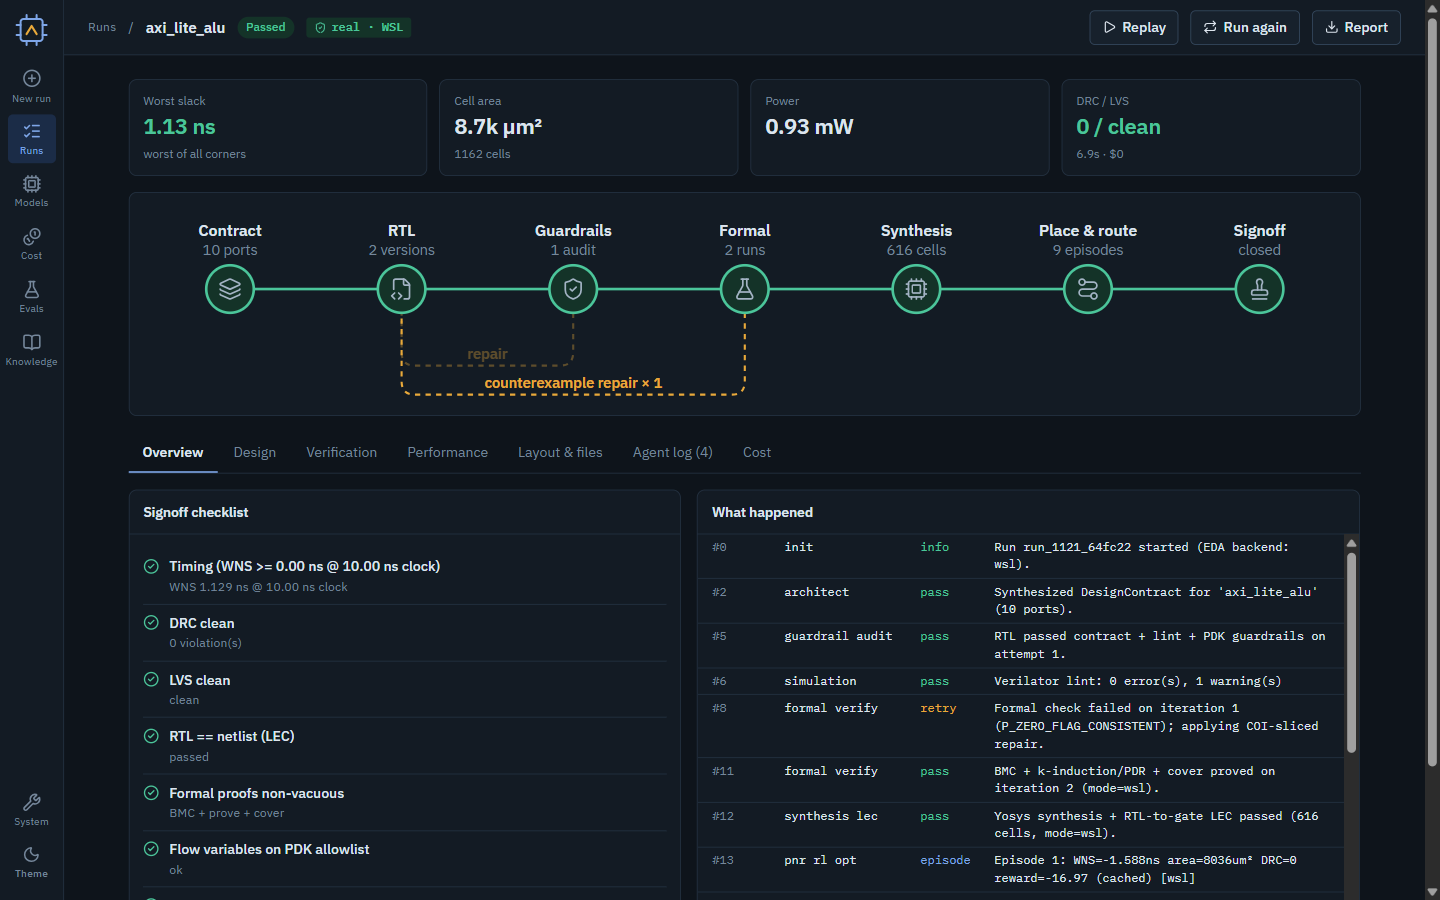 Runs / axi_lite_alu Passed real · WSL Replay Run again Report
New run
Runs
Models
Cost
Evals
Knowledge
System
Theme
Worst slack
1.13 ns
worst of all corners
Cell area
8.7k µm²
1162 cells
Power
0.93 mW
DRC / LVS
0 / clean
6.9s · $0
Contract
10 ports
RTL
2 versions
Guardrails
1 audit
Formal
2 runs
Synthesis
616 cells
Place & route
9 episodes
Signoff
closed
repair
counterexample repair × 1
Overview Design Verification Performance Layout & files Agent log (4) Cost
Signoff checklist
Timing (WNS >= 0.00 ns @ 10.00 ns clock)
WNS 1.129 ns @ 10.00 ns clock
DRC clean
0 violation(s)
LVS clean
clean
RTL == netlist (LEC)
passed
Formal proofs non-vacuous
BMC + prove + cover
Flow variables on PDK allowlist
ok
What happened
#0 init info Run run_1121_64fc22 started (EDA backend:
wsl).
#2 architect pass Synthesized DesignContract for 'axi_lite_alu'
(10 ports).
#5 guardrail audit pass RTL passed contract + lint + PDK guardrails on
attempt 1.
#6 simulation pass Verilator lint: 0 error(s), 1 warning(s)
#8 formal verify retry Formal check failed on iteration 1
(P_ZERO_FLAG_CONSISTENT); applying COI-sliced
repair.
#11 formal verify pass BMC + k-induction/PDR + cover proved on
iteration 2 (mode=wsl).
#12 synthesis lec pass Yosys synthesis + RTL-to-gate LEC passed (616
cells, mode=wsl).
#13 pnr rl opt episode Episode 1: WNS=-1.588ns area=8036um² DRC=0
reward=-16.97 (cached) [wsl]